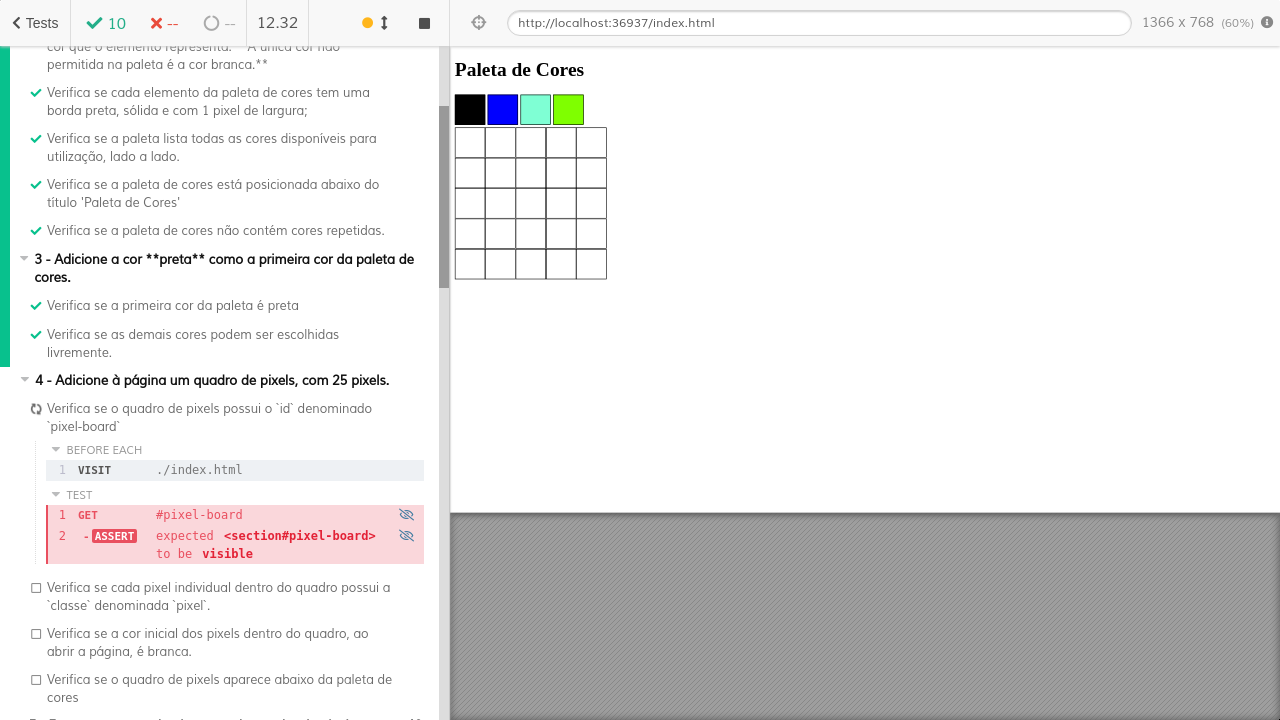 Tests
10
--
--
12.32
http://localhost:36937/index.html
1366 x 768 (60%)
cor que o elemento representa. **A única cor não
permitida na paleta é a cor branca.**
Verifica se cada elemento da paleta de cores tem uma
borda preta, sólida e com 1 pixel de largura;
Verifica se a paleta lista todas as cores disponíveis para
utilização, lado a lado.
Verifica se a paleta de cores está posicionada abaixo do
título 'Paleta de Cores'
Verifica se a paleta de cores não contém cores repetidas.
3 - Adicione a cor **preta** como a primeira cor da paleta de
cores.
Verifica se a primeira cor da paleta é preta
Verifica se as demais cores podem ser escolhidas
livremente.
4 - Adicione à página um quadro de pixels, com 25 pixels.
Verifica se o quadro de pixels possui o `id` denominado
`pixel-board`
BEFORE EACH
1 VISIT ./index.html
TEST
1 GET #pixel-board
2 -ASSERT expected <section#pixel-board>
to be visible
Verifica se cada pixel individual dentro do quadro possui a
`classe` denominada `pixel`.
Verifica se a cor inicial dos pixels dentro do quadro, ao
abrir a página, é branca.
Verifica se o quadro de pixels aparece abaixo da paleta de
cores
Paleta de Cores